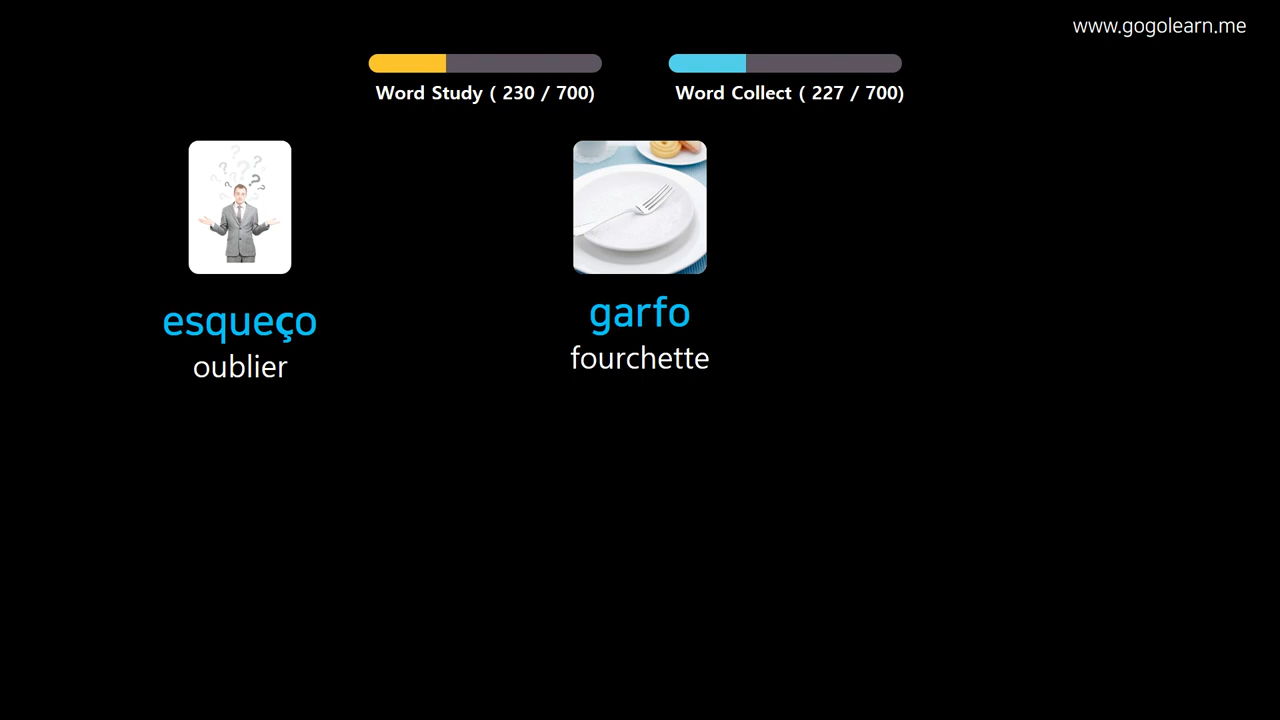 www.gogolearn.me
Word Study ( 230 / 700)
Word Collect ( 227 / 700)
esqueço
oublier
garfo
fourchette